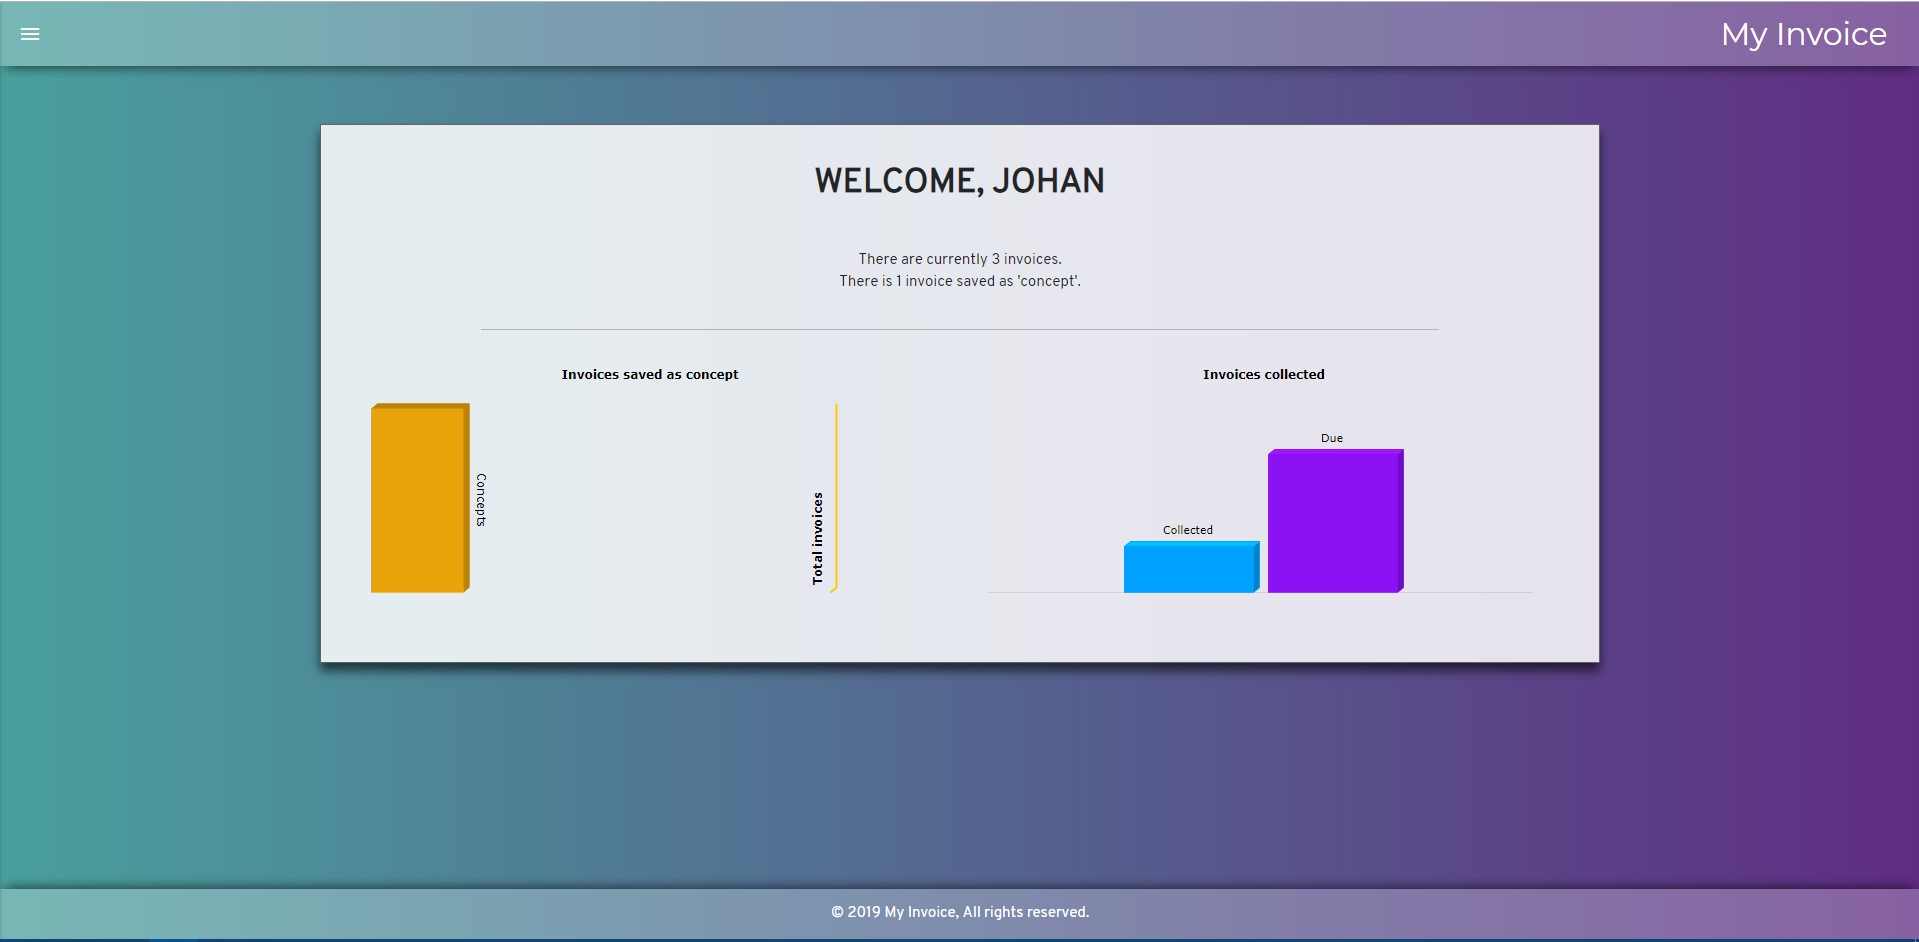 My Invoice
WELCOME, JOHAN
There are currently 3 invoices.
There is 1 invoice saved as 'concept'.
Invoices saved as concept
Concepts
Total invoices
Invoices collected
Collected
Due
© 2019 My Invoice, All rights reserved.